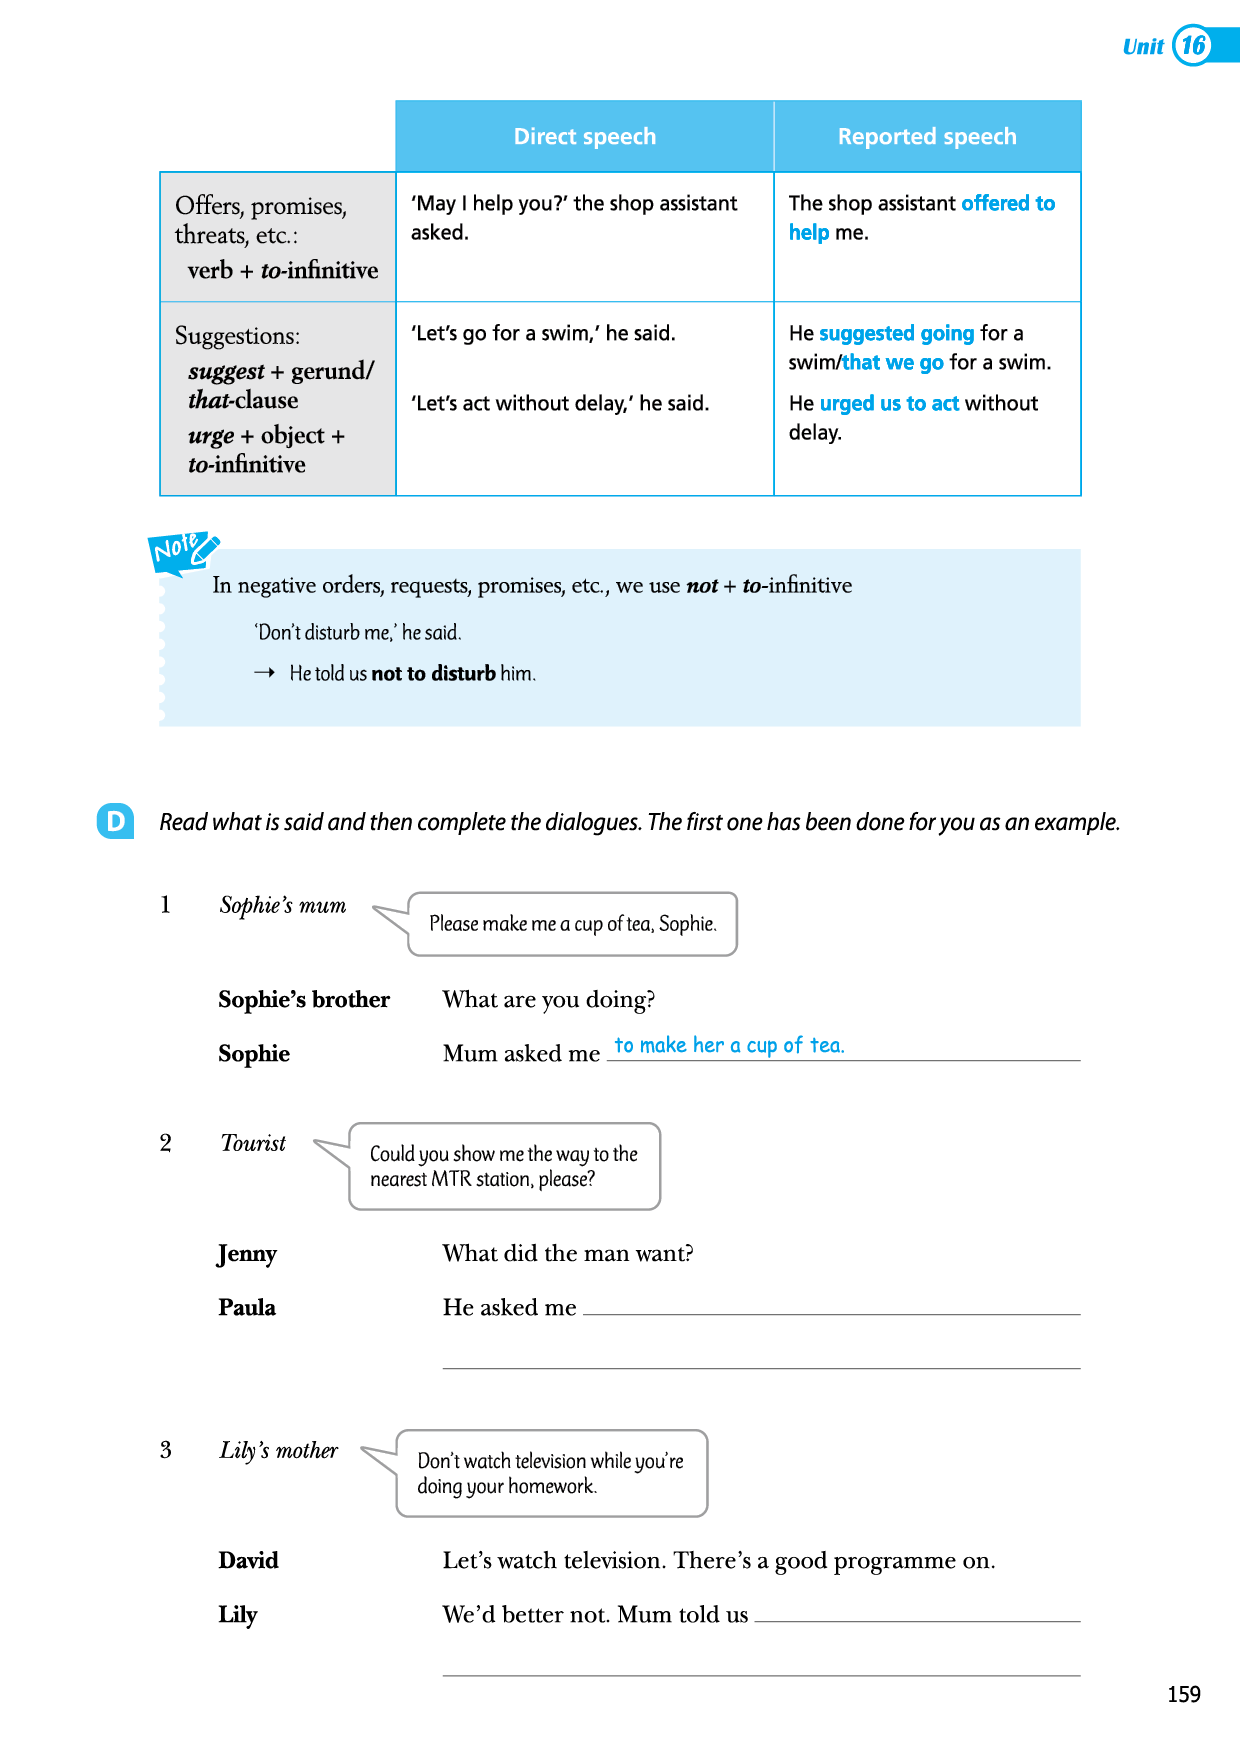 Unit 16
Direct speech
Reported speech
Offers, promises,
threats, etc.:
verb + to-infinitive
‘May I help you?’ the shop assistant
asked.
The shop assistant offered to
help me.
Suggestions:
suggest + gerund/
that-clause
urge + object +
to-infinitive
‘Let’s go for a swim,’ he said.
‘Let’s act without delay,’ he said.
He suggested going for a
swim/that we go for a swim.
He urged us to act without
delay.
Note
In negative orders, requests, promises, etc., we use not + to-infinitive
‘Don’t disturb me,’ he said.
→ He told us not to disturb him.
D Read what is said and then complete the dialogues. The first one has been done for you as an example.
1 Sophie’s mum
Please make me a cup of tea, Sophie.
Sophie’s brother What are you doing?
Sophie Mum asked me to make her a cup of tea.
2 Tourist
Could you show me the way to the
nearest MTR station, please?
Jenny What did the man want?
Paula He asked me
3 Lily’s mother
Don’t watch television while you’re
doing your homework.
David Let’s watch television. There’s a good programme on.
Lily We’d better not. Mum told us
159